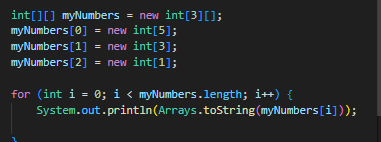 int[][] myNumbers = new int[3][];
myNumbers[0] = new int[5];
myNumbers[1] = new int[3];
myNumbers[2] = new int[1];
for (int i = 0; i < myNumbers.length; i++) {
System.out.println(Arrays.toString(myNumbers[i]));
}